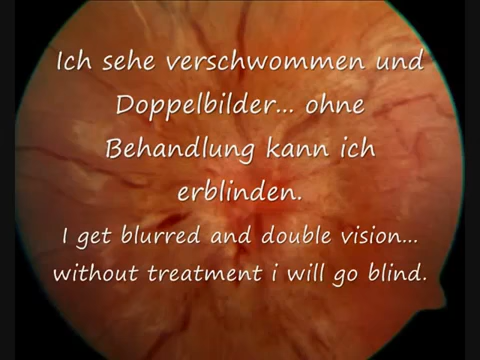 Ich sehe verschwommen und
Doppelbilder... ohne
Behandlung kann ich
erblinden.
I get blurred and double vision...
without treatment i will go blind.